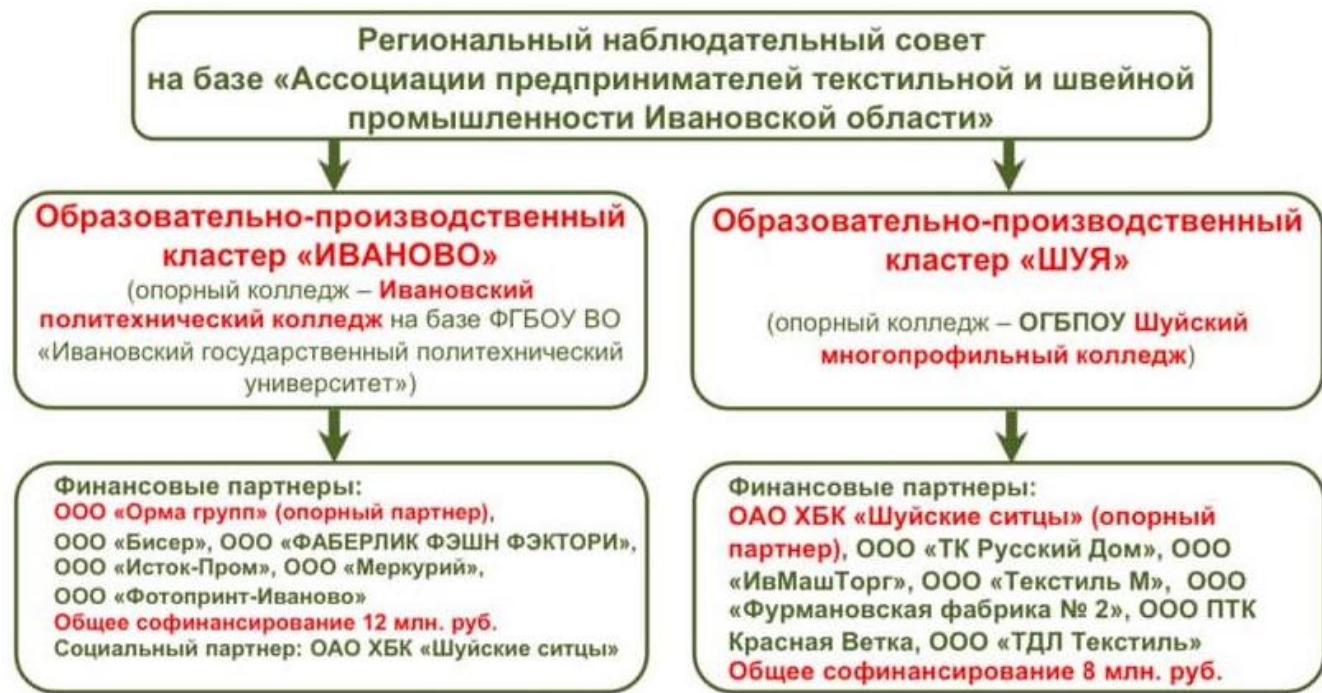 Региональный наблюдательный совет
на базе «Ассоциации предпринимателей текстильной и швейной
промышленности Ивановской области»
Образовательно-производственный
кластер «ИВАНОВО»
(опорный колледж – Ивановский
политехнический колледж на базе ФГБОУ ВО
«Ивановский государственный политехнический
университет»)
Образовательно-производственный
кластер «ШУЯ»
(опорный колледж – ОГБПОУ Шуйский
многопрофильный колледж)
Финансовые партнеры:
ООО «Орма групп» (опорный партнер),
ООО «Бисер», ООО «ФАБЕРЛИК ФЭШН ФЭКТОРИ»,
ООО «Исток-Пром», ООО «Меркурий»,
ООО «Фотопринт-Иваново»
Общее софинансирование 12 млн. руб.
Социальный партнер: ОАО ХБК «Шуйские ситцы»
Финансовые партнеры:
ОАО ХБК «Шуйские ситцы» (опорный
партнер), ООО «ТК Русский Дом», ООО
«ИвМашТорг», ООО «Текстиль М», ООО
«Фурмановская фабрика № 2», ООО ПТК
Красная Ветка, ООО «ТДЛ Текстиль»
Общее софинансирование 8 млн. руб.